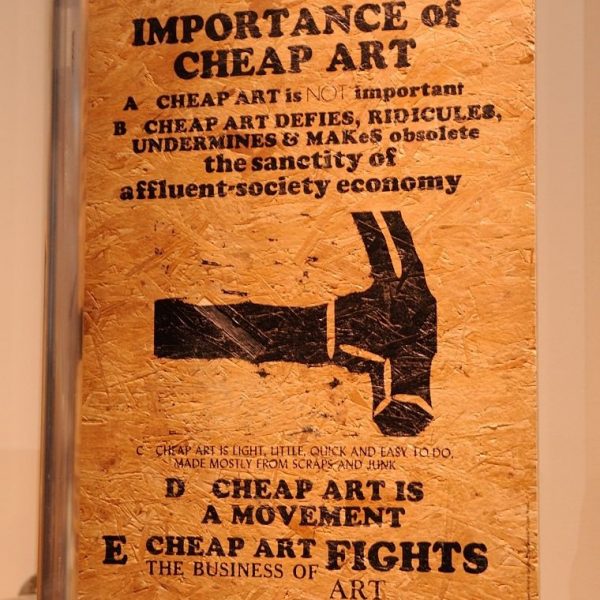 IMPORTANCE of
CHEAP ART
A CHEAP ART is NOT important
B CHEAP ART DEFIES, RIDICULES,
UNDERMINES & MAKeS obsolete
the sanctity of
affluent-society economy
C CHEAP ART IS LIGHT, LITTLE, QUICK AND EASY TO DO,
MADE MOSTLY FROM SCRAPS AND JUNK
D CHEAP ART IS
A MOVEMENT
E CHEAP ART FIGHTS
THE BUSINESS OF ART